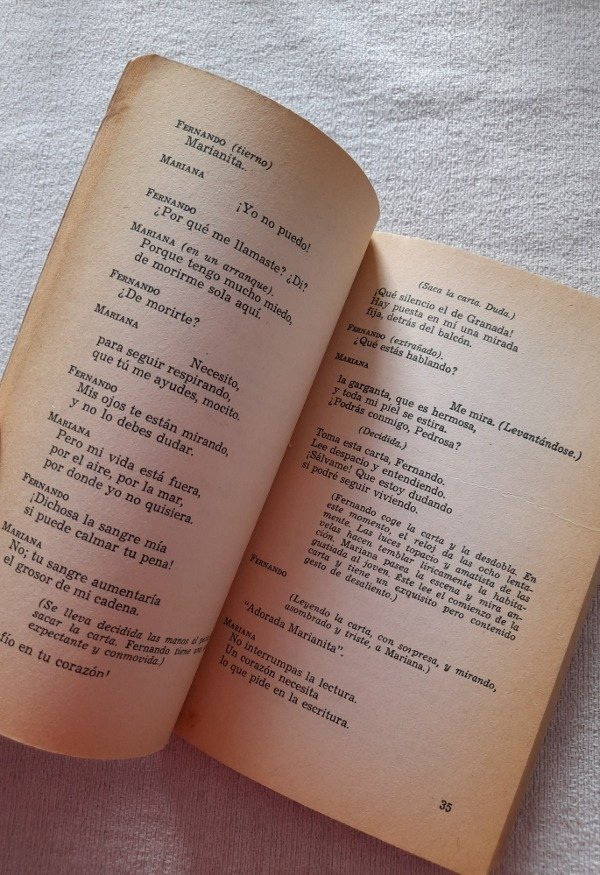 FERNANDO (tierno)
Marianita..
MARIANA
¡Yo no puedo!
FERNANDO
¿Por qué me llamaste? ¿Di?
MARIANA (en un arranque).
Porque tengo mucho miedo,
de morirme sola aquí.
FERNANDO
¿De morirte?
MARIANA
Necesito,
para seguir respirando,
que tú me ayudes, mocito.
FERNANDO
Mis ojos te están mirando,
y no lo debes dudar.
MARIANA
Pero mi vida está fuera,
por el aire, por la mar,
por donde yo no quisiera.
FERNANDO
¡Dichosa la sangre mía
si puede calmar tu pena!
MARIANA
No; tu sangre aumentaría
el grosor de mi cadena.
(Se lleva decidida las manos al
sacar la carta. Fernando tiene una
expectante y conmovida.)
fío en tu corazón!
(Saca la carta. Duda.)
¡Qué silencio el de Granada!
Hay puesta en mí una mirada
fija, detrás del balcón.
FERNANDO (extrañado).
¿Qué estás hablando?
MARIANA
Me mira. (Levantándose.)
la garganta, que es hermosa,
y toda mi piel se estira.
¿Podrás conmigo, Pedrosa?
(Decidida.)
Toma esta carta, Fernando.
Lee despacio y entendiendo.
¡Sálvame! Que estoy dudando
si podré seguir viviendo.
(Fernando coge la carta y la desdobla. En
este momento, el reloj da las ocho lenta-
mente. Las luces topacio y amatista de las
velas hacen temblar líricamente la habita-
ción. Mariana pasea la escena y mira an-
gustiada al joven. Este lee el comienzo de la
carta y tiene un exquisito pero contenido
gesto de desaliento.)
FERNANDO
(Leyendo la carta, con sorpresa, y mirando,
asombrado y triste, a Mariana.)
"Adorada Marianita".
MARIANA
No interrumpas la lectura.
Un corazón necesita
lo que pide en la escritura.
35